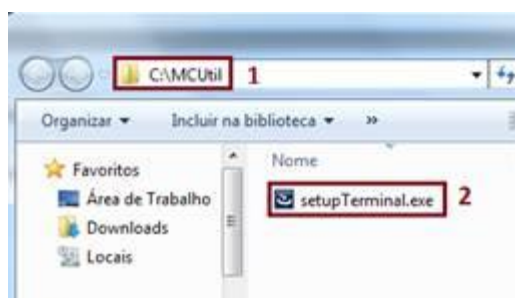 C:\MCUtil 1
Organizar Incluir na biblioteca »
Favoritos
Área de Trabalho
Downloads
Locais
Nome
setupTerminal.exe 2